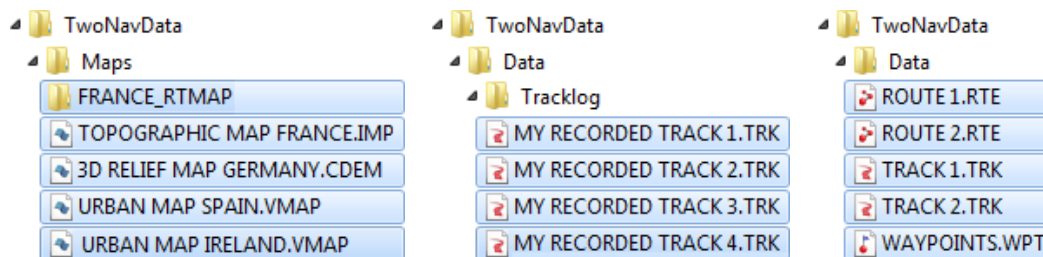 TwoNavData
Maps
FRANCE_RTMAP
TOPOGRAPHIC MAP FRANCE.IMP
3D RELIEF MAP GERMANY.CDEM
URBAN MAP SPAIN.VMAP
URBAN MAP IRELAND.VMAP
TwoNavData
Data
Tracklog
MY RECORDED TRACK 1.TRK
MY RECORDED TRACK 2.TRK
MY RECORDED TRACK 3.TRK
MY RECORDED TRACK 4.TRK
TwoNavData
Data
ROUTE 1.RTE
ROUTE 2.RTE
TRACK 1.TRK
TRACK 2.TRK
WAYPOINTS.WPT